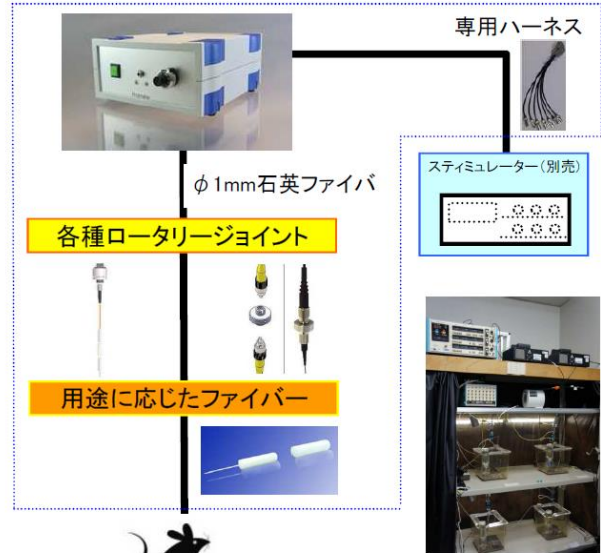 専用ハーネス
スティミュレーター(別売)
φ1mm石英ファイバ
各種ロータリージョイント
用途に応じたファイバー